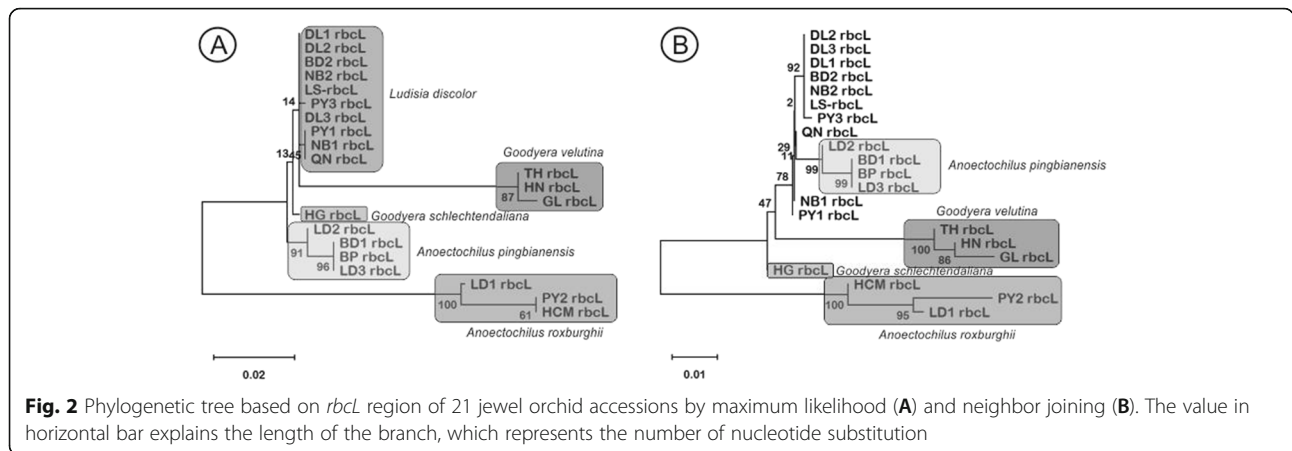 A
DL1 rbcL
DL2 rbcL
BD2 rbcL
NB2 rbcL
LS-rbcL
PY3 rbcL
DL3 rbcL
PY1 rbcL
NB1 rbcL
QN rbcL
Ludisia discolor
14
13
45
Goodyera velutina
TH rbcL
HN rbcL
GL rbcL
87
HG rbcL
Goodyera schlechtendaliana
LD2 rbcL
BD1 rbcL
BP rbcL
LD3 rbcL
91
96
Anoectochilus pingbianensis
LD1 rbcL
PY2 rbcL
HCM rbcL
100
61
Anoectochilus roxburghii
0.02
B
DL2 rbcL
DL3 rbcL
DL1 rbcL
BD2 rbcL
NB2 rbcL
LS-rbcL
PY3 rbcL
92
2
QN rbcL
LD2 rbcL
BD1 rbcL
BP rbcL
LD3 rbcL
29
11
99
99
Anoectochilus pingbianensis
78
NB1 rbcL
PY1 rbcL
47
Goodyera velutina
TH rbcL
HN rbcL
GL rbcL
100
86
HG rbcL
Goodyera schlechtendaliana
HCM rbcL
PY2 rbcL
LD1 rbcL
100
95
Anoectochilus roxburghii
0.01
Fig. 2 Phylogenetic tree based on rbcL region of 21 jewel orchid accessions by maximum likelihood (A) and neighbor joining (B). The value in
horizontal bar explains the length of the branch, which represents the number of nucleotide substitution